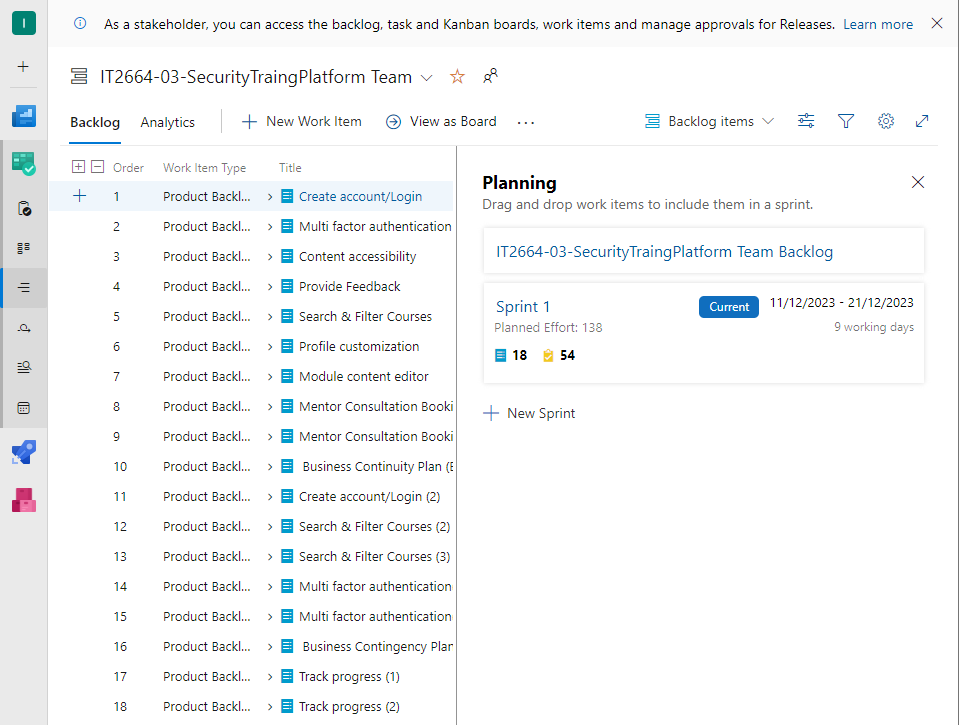 I
As a stakeholder, you can access the backlog, task and Kanban boards, work items and manage approvals for Releases. Learn more
IT2664-03-SecurityTraingPlatform Team
Backlog Analytics New Work Item View as Board ... Backlog items
Order Work Item Type Title
1 Product Backl... Create account/Login
2 Product Backl... Multi factor authentication
3 Product Backl... Content accessibility
4 Product Backl... Provide Feedback
5 Product Backl... Search & Filter Courses
6 Product Backl... Profile customization
7 Product Backl... Module content editor
8 Product Backl... Mentor Consultation Booki
9 Product Backl... Mentor Consultation Booki
10 Product Backl... Business Continuity Plan (B
11 Product Backl... Create account/Login (2)
12 Product Backl... Search & Filter Courses (2)
13 Product Backl... Search & Filter Courses (3)
14 Product Backl... Multi factor authentication
15 Product Backl... Multi factor authentication
16 Product Backl... Business Contingency Plan
17 Product Backl... Track progress (1)
18 Product Backl... Track progress (2)
Planning
Drag and drop work items to include them in a sprint.
IT2664-03-SecurityTraingPlatform Team Backlog
Sprint 1 Current 11/12/2023 - 21/12/2023
Planned Effort: 138 9 working days
18 54
New Sprint